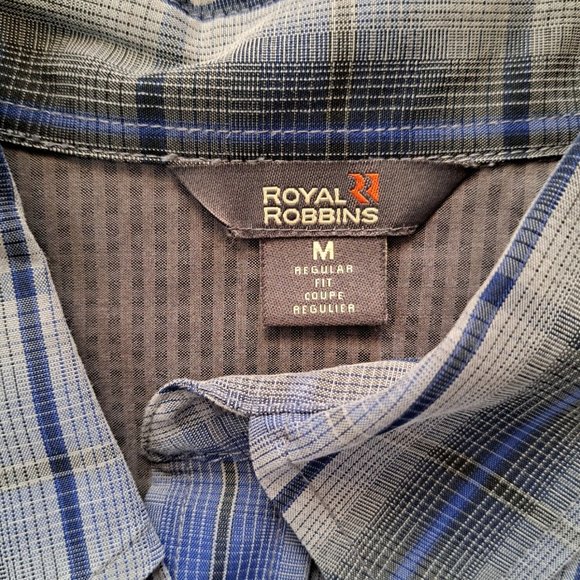 ROYAL
ROBBINS
M
REGULAR
FIT
COUPE
REGULIER